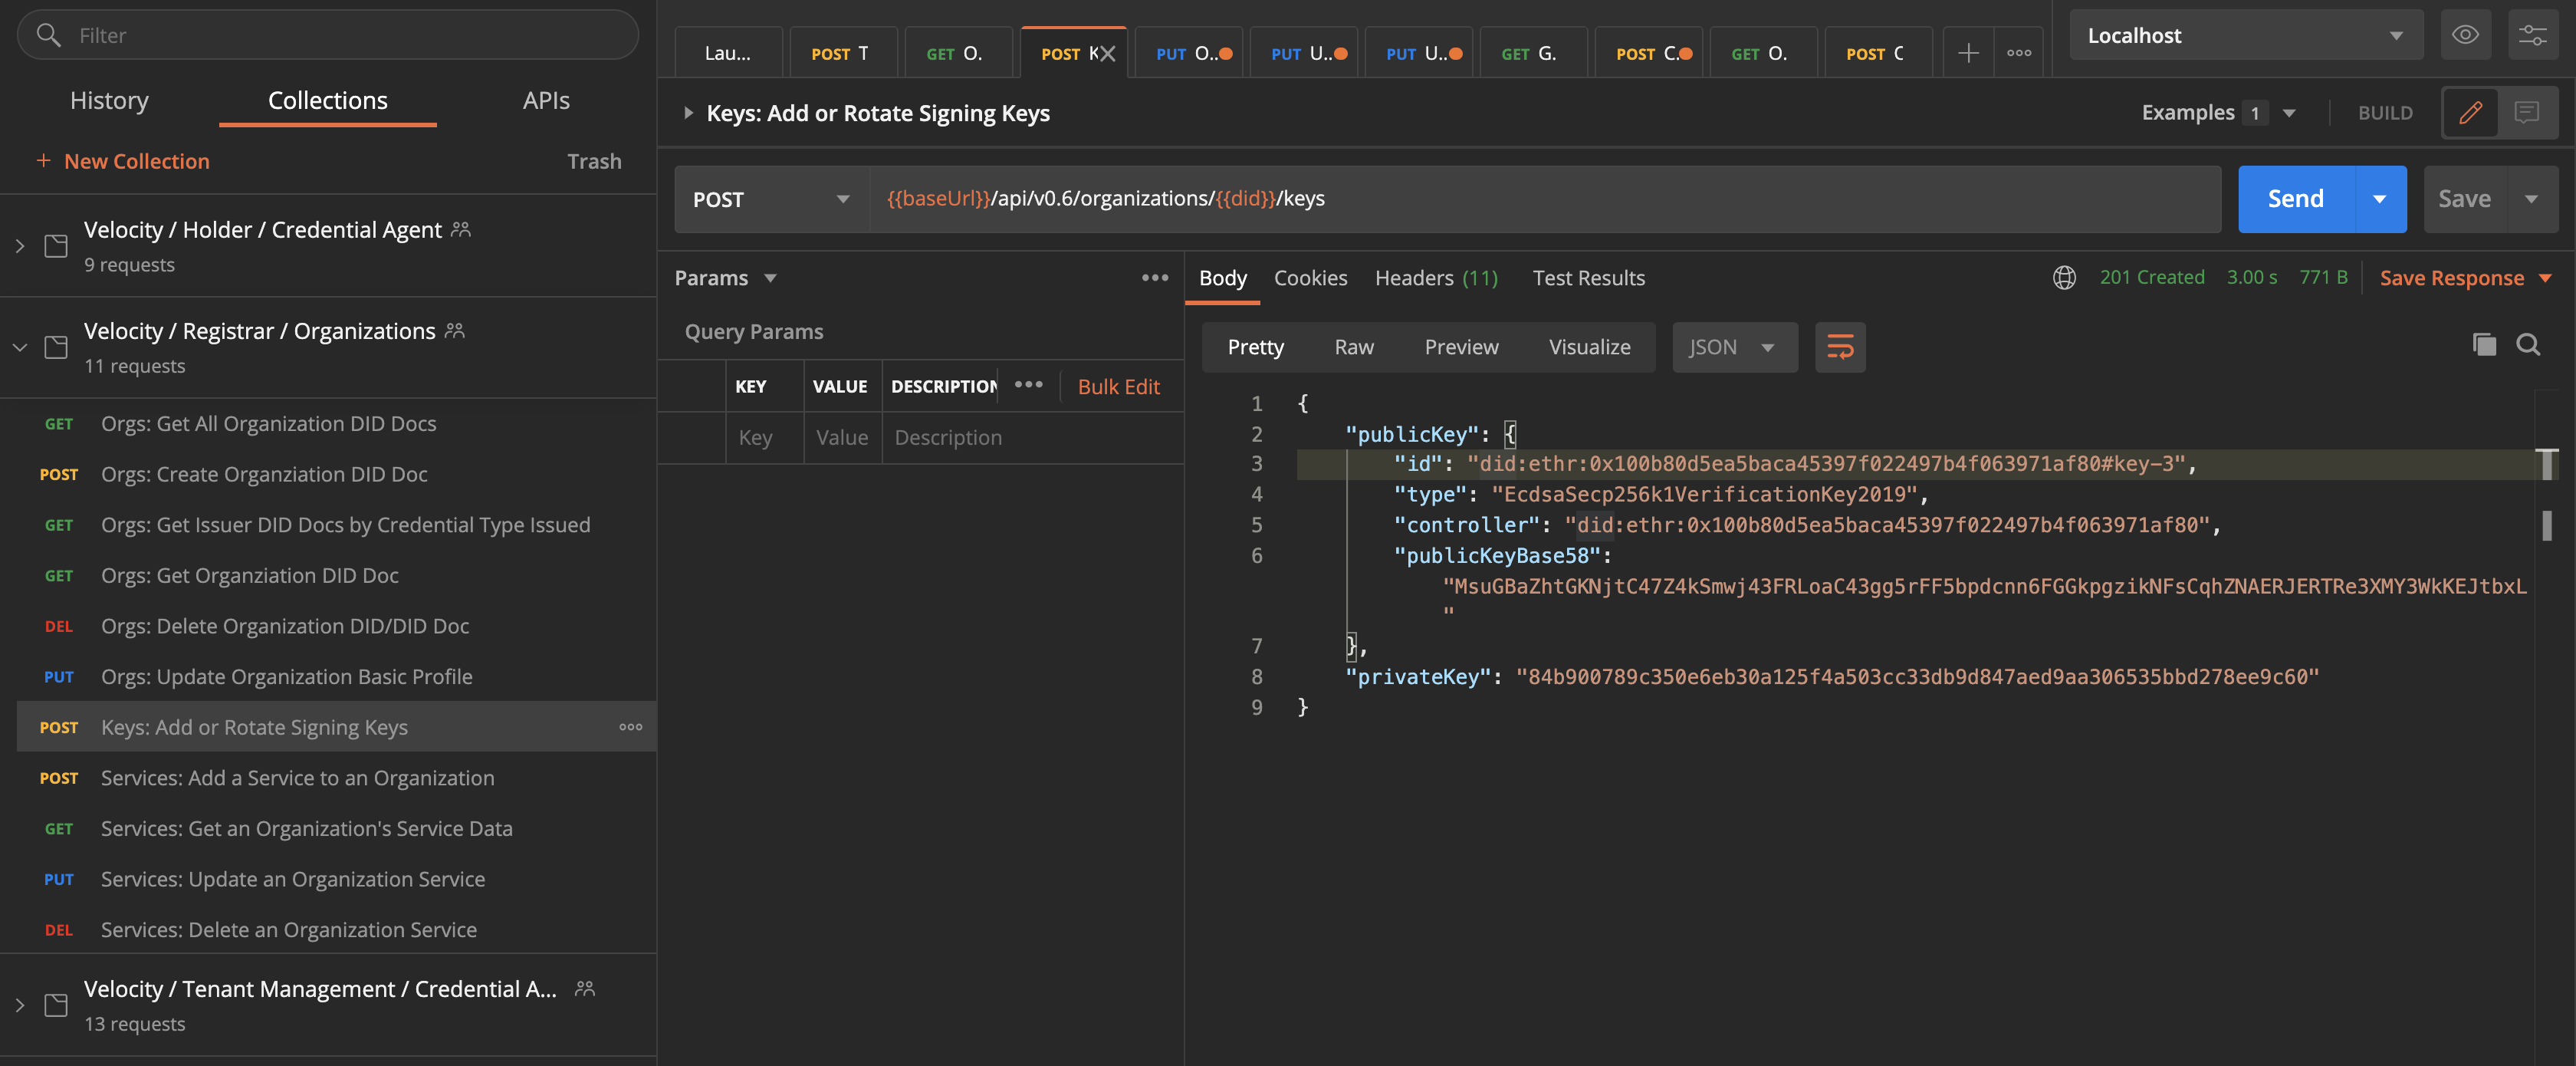 Filter
History
Collections
APIs
+ New Collection
Trash
Velocity / Holder / Credential Agent
9 requests
Velocity / Registrar / Organizations
11 requests
GET Orgs: Get All Organization DID Docs
POST Orgs: Create Organziation DID Doc
GET Orgs: Get Issuer DID Docs by Credential Type Issued
GET Orgs: Get Organziation DID Doc
DEL Orgs: Delete Organization DID/DID Doc
PUT Orgs: Update Organization Basic Profile
POST Keys: Add or Rotate Signing Keys
POST Services: Add a Service to an Organization
GET Services: Get an Organization's Service Data
PUT Services: Update an Organization Service
DEL Services: Delete an Organization Service
Velocity / Tenant Management / Credential A...
13 requests
Lau...
POST T
GET O.
POST K
PUT O..
PUT U..
PUT U..
GET G.
POST C.
GET O.
POST C
Localhost
Keys: Add or Rotate Signing Keys
Examples 1
BUILD
POST
{{baseUrl}}/api/v0.6/organizations/{{did}}/keys
Send
Save
Params
Query Params
KEY VALUE DESCRIPTION Bulk Edit
Key Value Description
Body Cookies Headers (11) Test Results
201 Created 3.00 s 771 B Save Response
Pretty Raw Preview Visualize JSON
1 {
2 "publicKey": {
3 "id": "did:ethr:0x100b80d5ea5baca45397f022497b4f063971af80#key-3",
4 "type": "EcdsaSecp256k1VerificationKey2019",
5 "controller": "did:ethr:0x100b80d5ea5baca45397f022497b4f063971af80",
6 "publicKeyBase58":
"MsuGBaZhtGKNjtC47Z4kSmwj43FRLoaC43gg5rFF5bpdcnn6FGGkpgzikNFsCqhZNAERJERTRe3XMY3WkKEJtbxL
"
7 },
8 "privateKey": "84b900789c350e6eb30a125f4a503cc33db9d847aed9aa306535bbd278ee9c60"
9 }